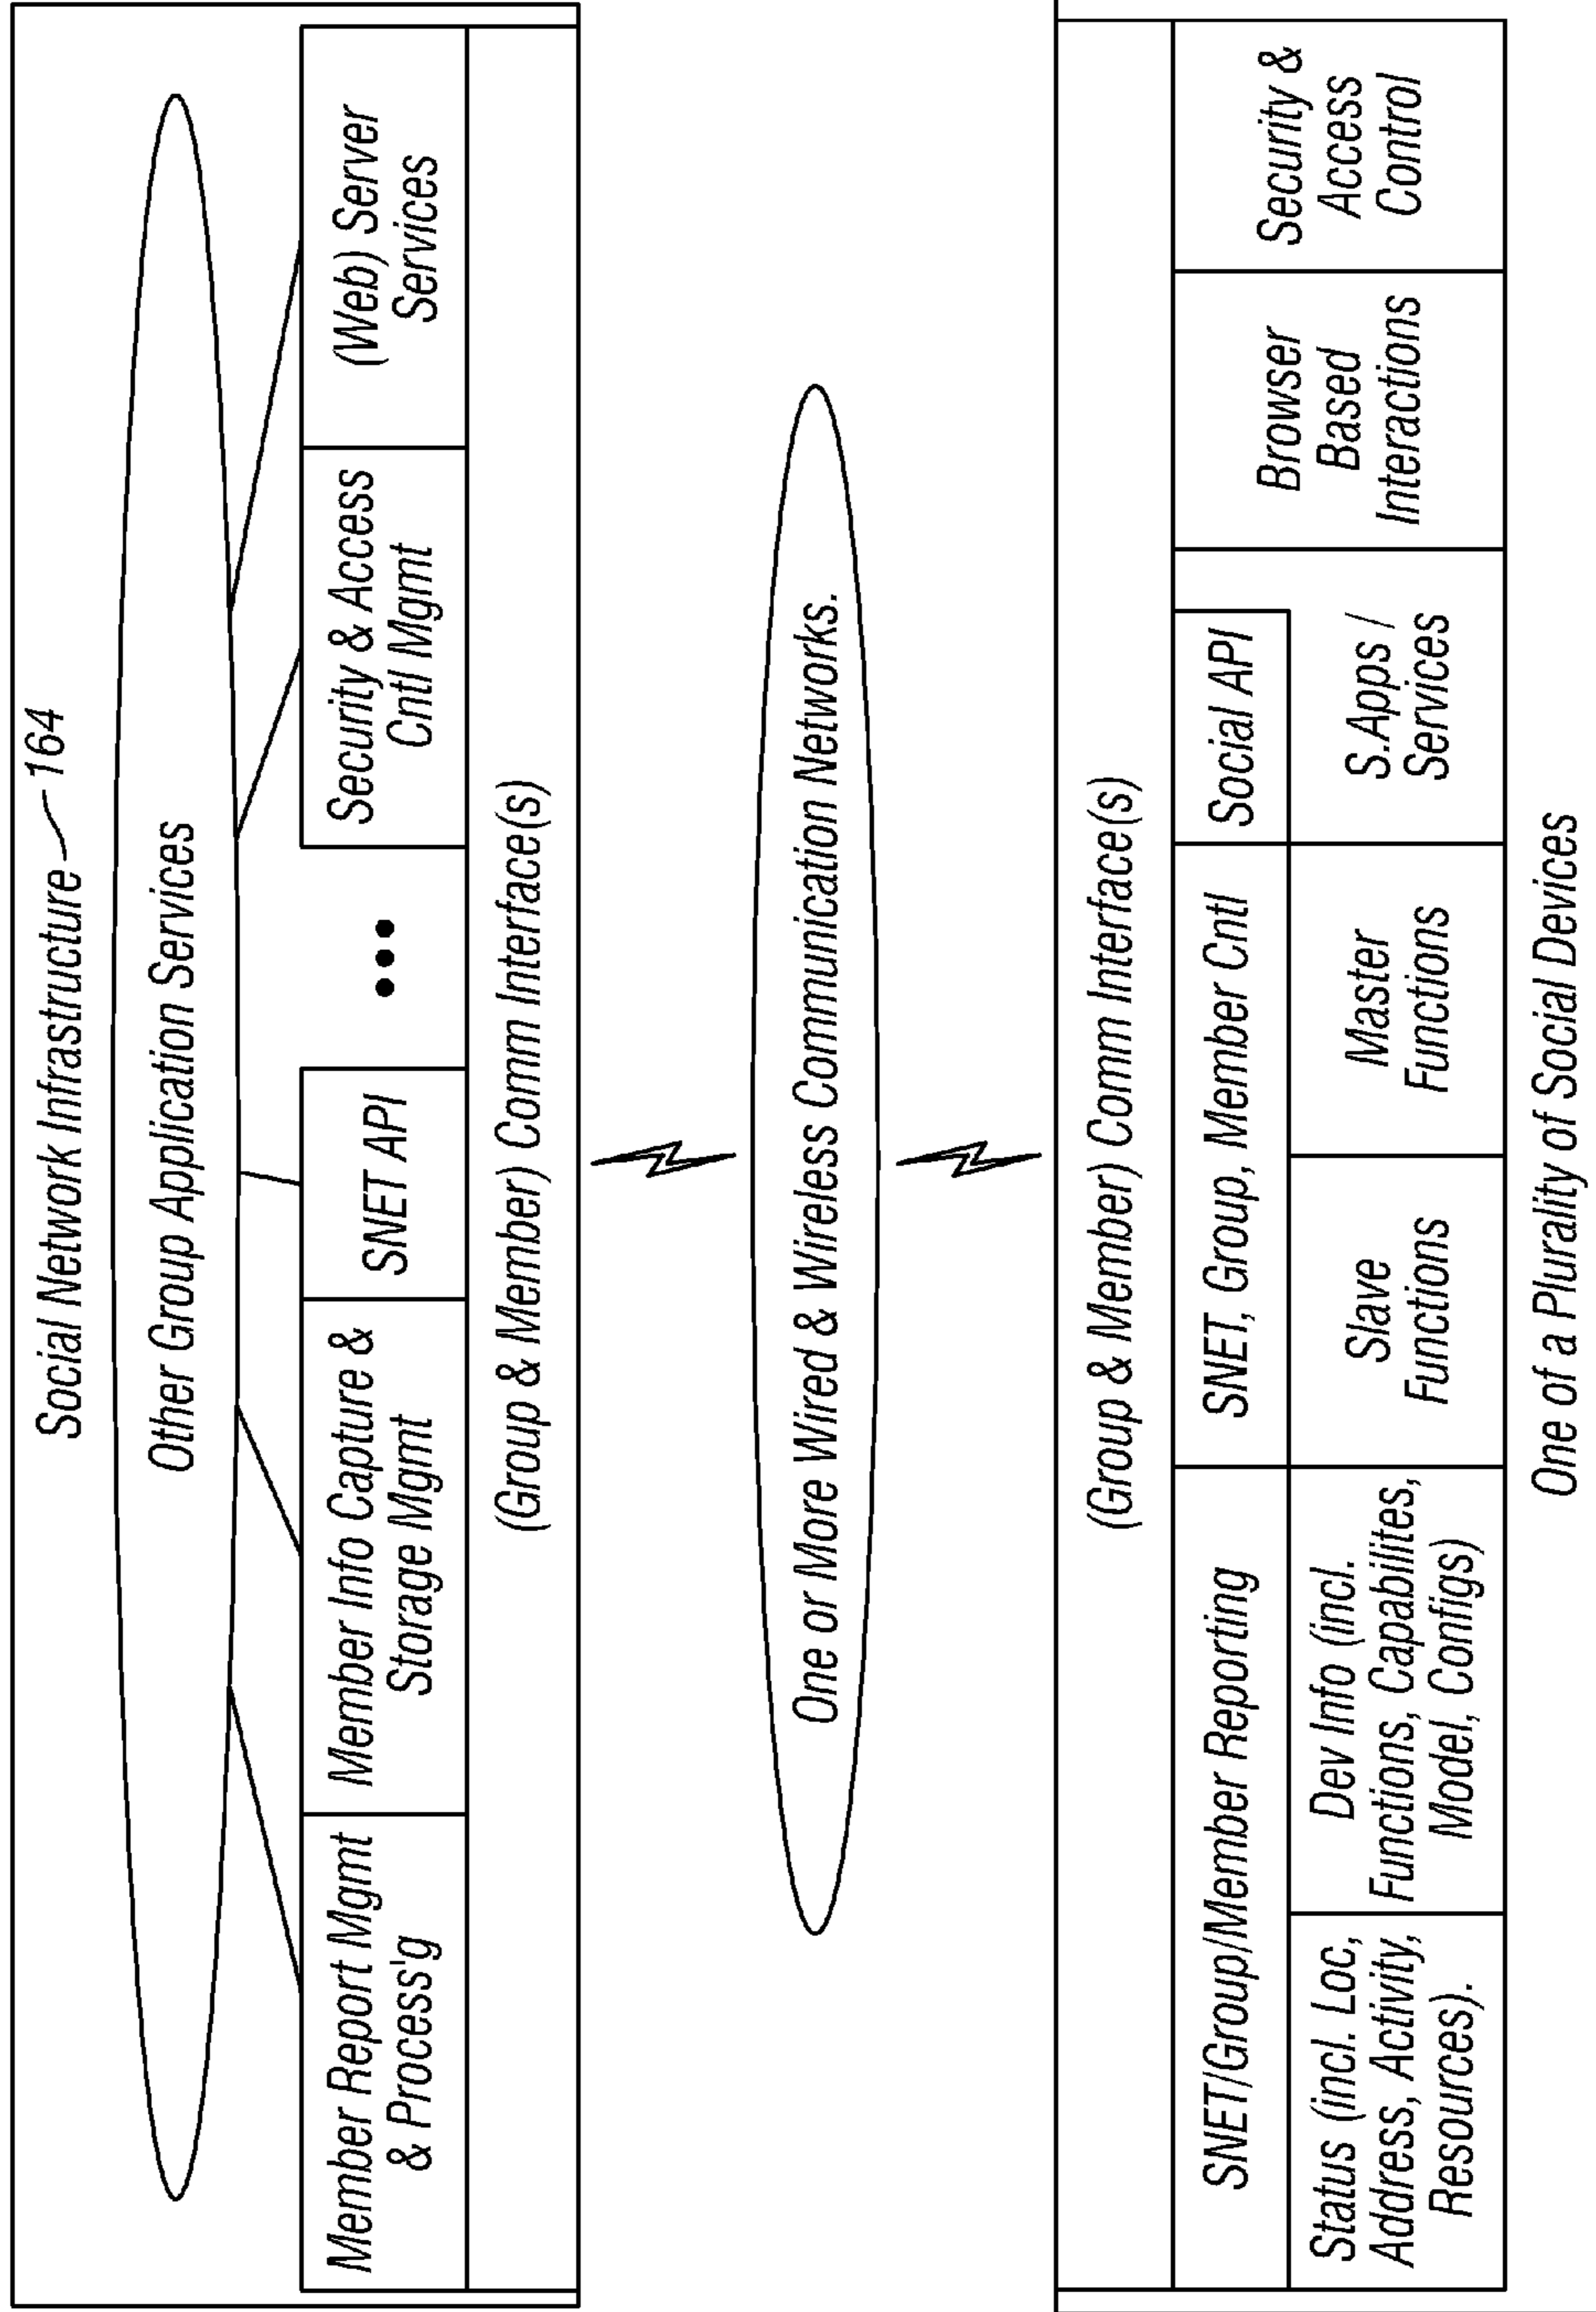 Social Network Infrastructure 164
Other Group Application Services
Member Report Mgmt
& Process'g
Member Info Capture &
Storage Mgmt
SNET API
•••
Security & Access
Cntl Mgmt
(Web) Server
Services
(Group & Member) Comm Interface(s)
One or More Wired & Wireless Communication Networks.
(Group & Member) Comm Interface(s)
SNET/Group/Member Reporting
Status (incl. Loc,
Address, Activity,
Resources).
Dev Info (incl.
Functions, Capabilites,
Model, Configs)
SNET, Group, Member Cntl
Slave
Functions
Master
Functions
Social API
S.Apps /
Services
Browser
Based
Interactions
Security &
Access
Control
One of a Plurality of Social Devices